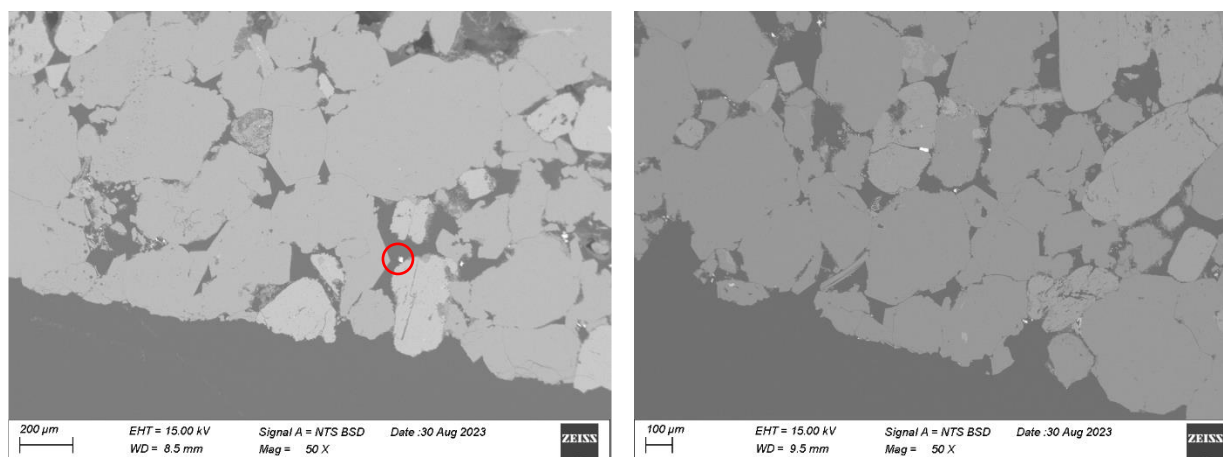 200 µm
EHT = 15.00 kV
WD = 8.5 mm
Signal A = NTS BSD
Mag = 50 X
Date :30 Aug 2023
ZEISS
100 µm
EHT = 15.00 kV
WD = 9.5 mm
Signal A = NTS BSD
Mag = 50 X
Date :30 Aug 2023
ZEISS